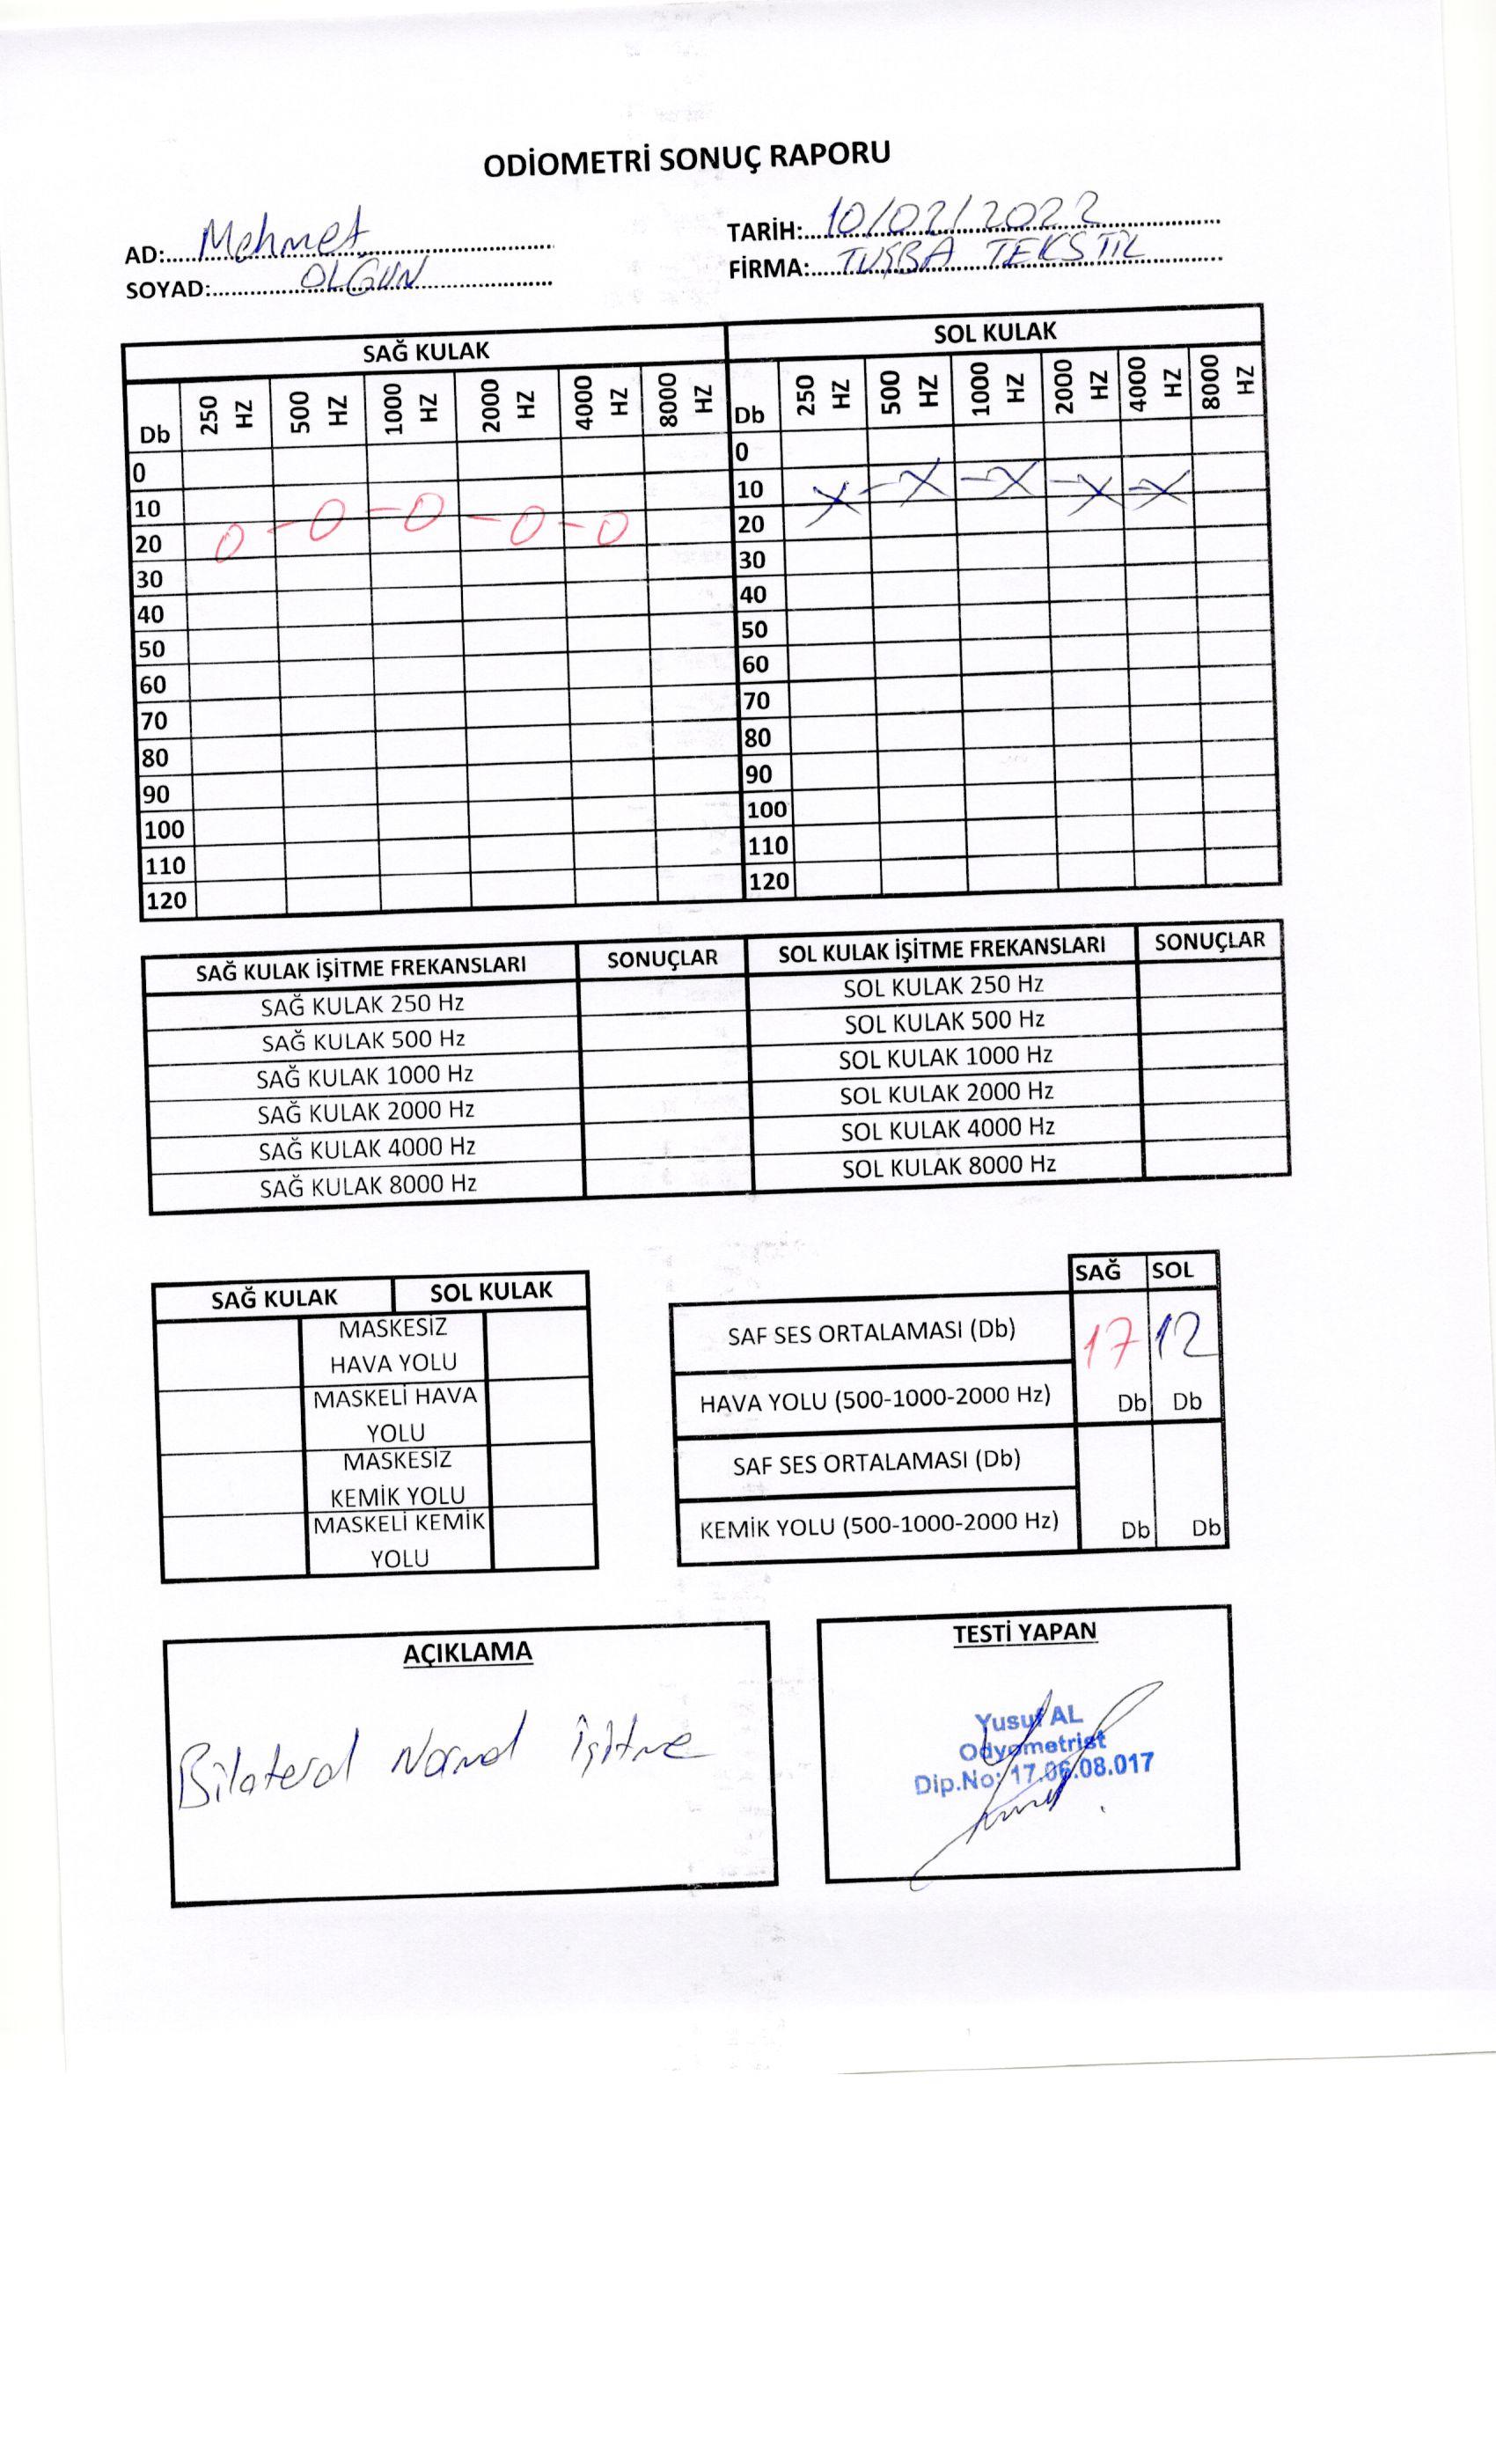 ODİOMETRİ SONUÇ RAPORU
AD: Mehmet
SOYAD: OLĞUN
TARİH: 10/02/2022
FİRMA: TUŞBA TEKSTİL
SAĞ KULAK SOL KULAK
Db 250 HZ 500 HZ 1000 HZ 2000 HZ 4000 HZ 8000 HZ Db 250 HZ 500 HZ 1000 HZ 2000 HZ 4000 HZ 8000 HZ
0 0
10 0 - 0 10 X - X - X - X - X
20 0 - 0 - 0 20
30 30
40 40
50 50
60 60
70 70
80 80
90 90
100 100
110 110
120 120
SAĞ KULAK İŞİTME FREKANSLARI SONUÇLAR SOL KULAK İŞİTME FREKANSLARI SONUÇLAR
SAĞ KULAK 250 Hz SOL KULAK 250 Hz
SAĞ KULAK 500 Hz SOL KULAK 500 Hz
SAĞ KULAK 1000 Hz SOL KULAK 1000 Hz
SAĞ KULAK 2000 Hz SOL KULAK 2000 Hz
SAĞ KULAK 4000 Hz SOL KULAK 4000 Hz
SAĞ KULAK 8000 Hz SOL KULAK 8000 Hz
SAĞ KULAK SOL KULAK
MASKESİZ
HAVA YOLU
MASKELİ HAVA
YOLU
MASKESİZ
KEMİK YOLU
MASKELİ KEMİK
YOLU
SAĞ SOL
SAF SES ORTALAMASI (Db) 17 12
HAVA YOLU (500-1000-2000 Hz) Db Db
SAF SES ORTALAMASI (Db)
KEMİK YOLU (500-1000-2000 Hz) Db Db
AÇIKLAMA
Bilateral Normal işitme
TESTİ YAPAN
Yusuf AL
Odyometrist
Dip.No: 17.06.08.017